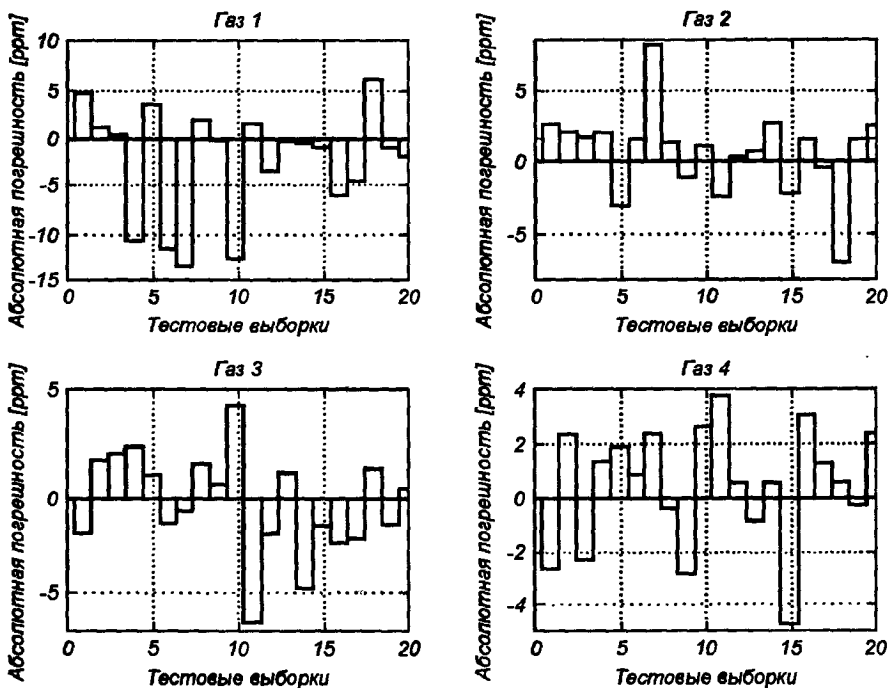 Газ 1
Абсолютная погрешность [ppm]
10
5
0
-5
-10
-15
0 5 10 15 20
Тестовые выборки
Газ 2
Абсолютная погрешность [ppm]
5
0
-5
0 5 10 15 20
Тестовые выборки
Газ 3
Абсолютная погрешность [ppm]
5
0
-5
0 5 10 15 20
Тестовые выборки
Газ 4
Абсолютная погрешность [ppm]
4
2
0
-2
-4
0 5 10 15 20
Тестовые выборки